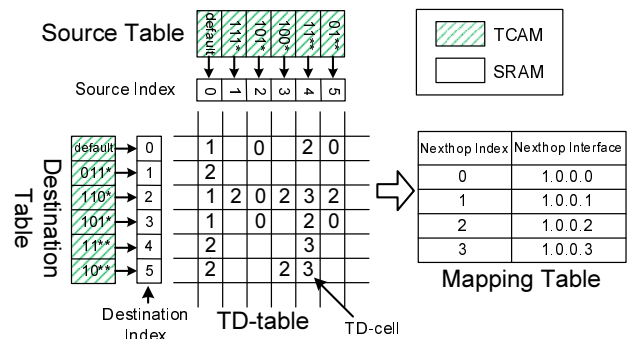 Source Table
default 111* 101* 100* 11** 01**
TCAM
SRAM
Source Index
0 1 2 3 4 5
Destination Table
default 0 1 0 2 0
011* 1 2
110* 2 1 2 0 2 3 2
101* 3 1 0 2 0
11** 4 2 3
10** 5 2 2 3
Nexthop Index Nexthop Interface
0 1.0.0.0
1 1.0.0.1
2 1.0.0.2
3 1.0.0.3
Mapping Table
Destination
Index
TD-table
TD-cell